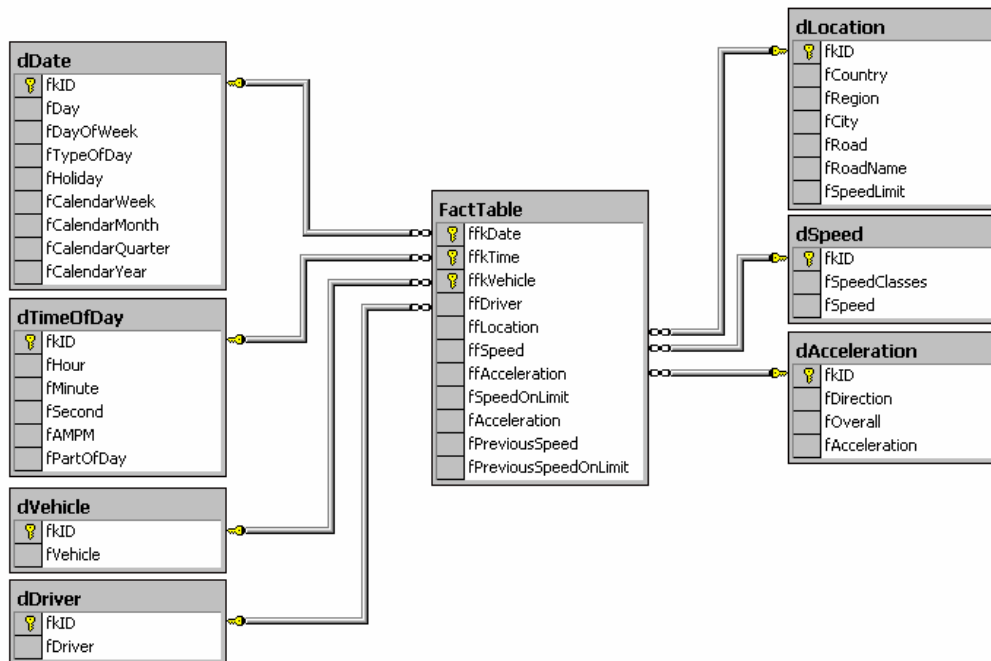 dDate
fkID
fDay
fDayOfWeek
fTypeOfDay
fHoliday
fCalendarWeek
fCalendarMonth
fCalendarQuarter
fCalendarYear
dTimeOfDay
fkID
fHour
fMinute
fSecond
fAMPM
fPartOfDay
dVehicle
fkID
fVehicle
dDriver
fkID
fDriver
FactTable
ffkDate
ffkTime
ffkVehicle
ffDriver
ffLocation
ffSpeed
ffAcceleration
fSpeedOnLimit
fAcceleration
fPreviousSpeed
fPreviousSpeedOnLimit
dLocation
fkID
fCountry
fRegion
fCity
fRoad
fRoadName
fSpeedLimit
dSpeed
fkID
fSpeedClasses
fSpeed
dAcceleration
fkID
fDirection
fOverall
fAcceleration